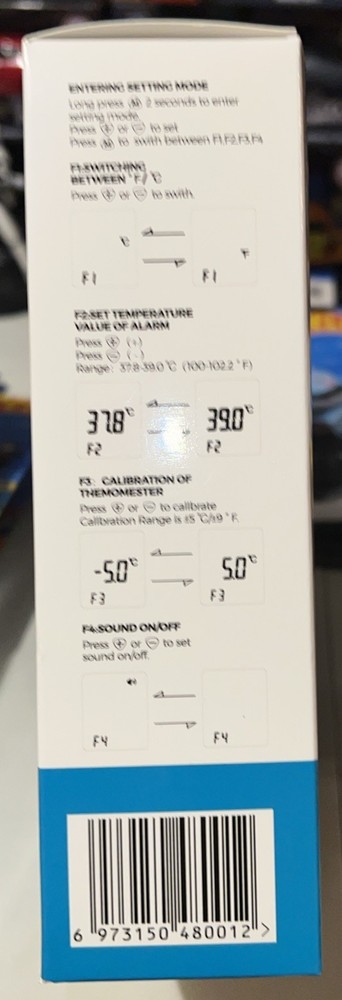 ENTERING SETTING MODE
Long press 2 seconds to enter
setting mode.
Press + or - to set
Press to swith between F1,F2,F3,F4
F1:SWITCHING
BETWEEN °F/ °C
Press + or - to swith
°C
°F
F1
F1
F2:SET TEMPERATURE
VALUE OF ALARM
Press + (+)
Press - (-)
Range: 37.8-39.0 °C (100-102.2 °F)
37.8°C
39.0°C
F2
F2
F3: CALIBRATION OF
THEMOMESTER
Press + or - to calibrate
Calibration Range is ±5 °C/±9 °F.
-5.0°C
5.0°C
F3
F3
F4:SOUND ON/OFF
Press + or - to set
sound on/off.
F4
F4
6 973150 480012 >